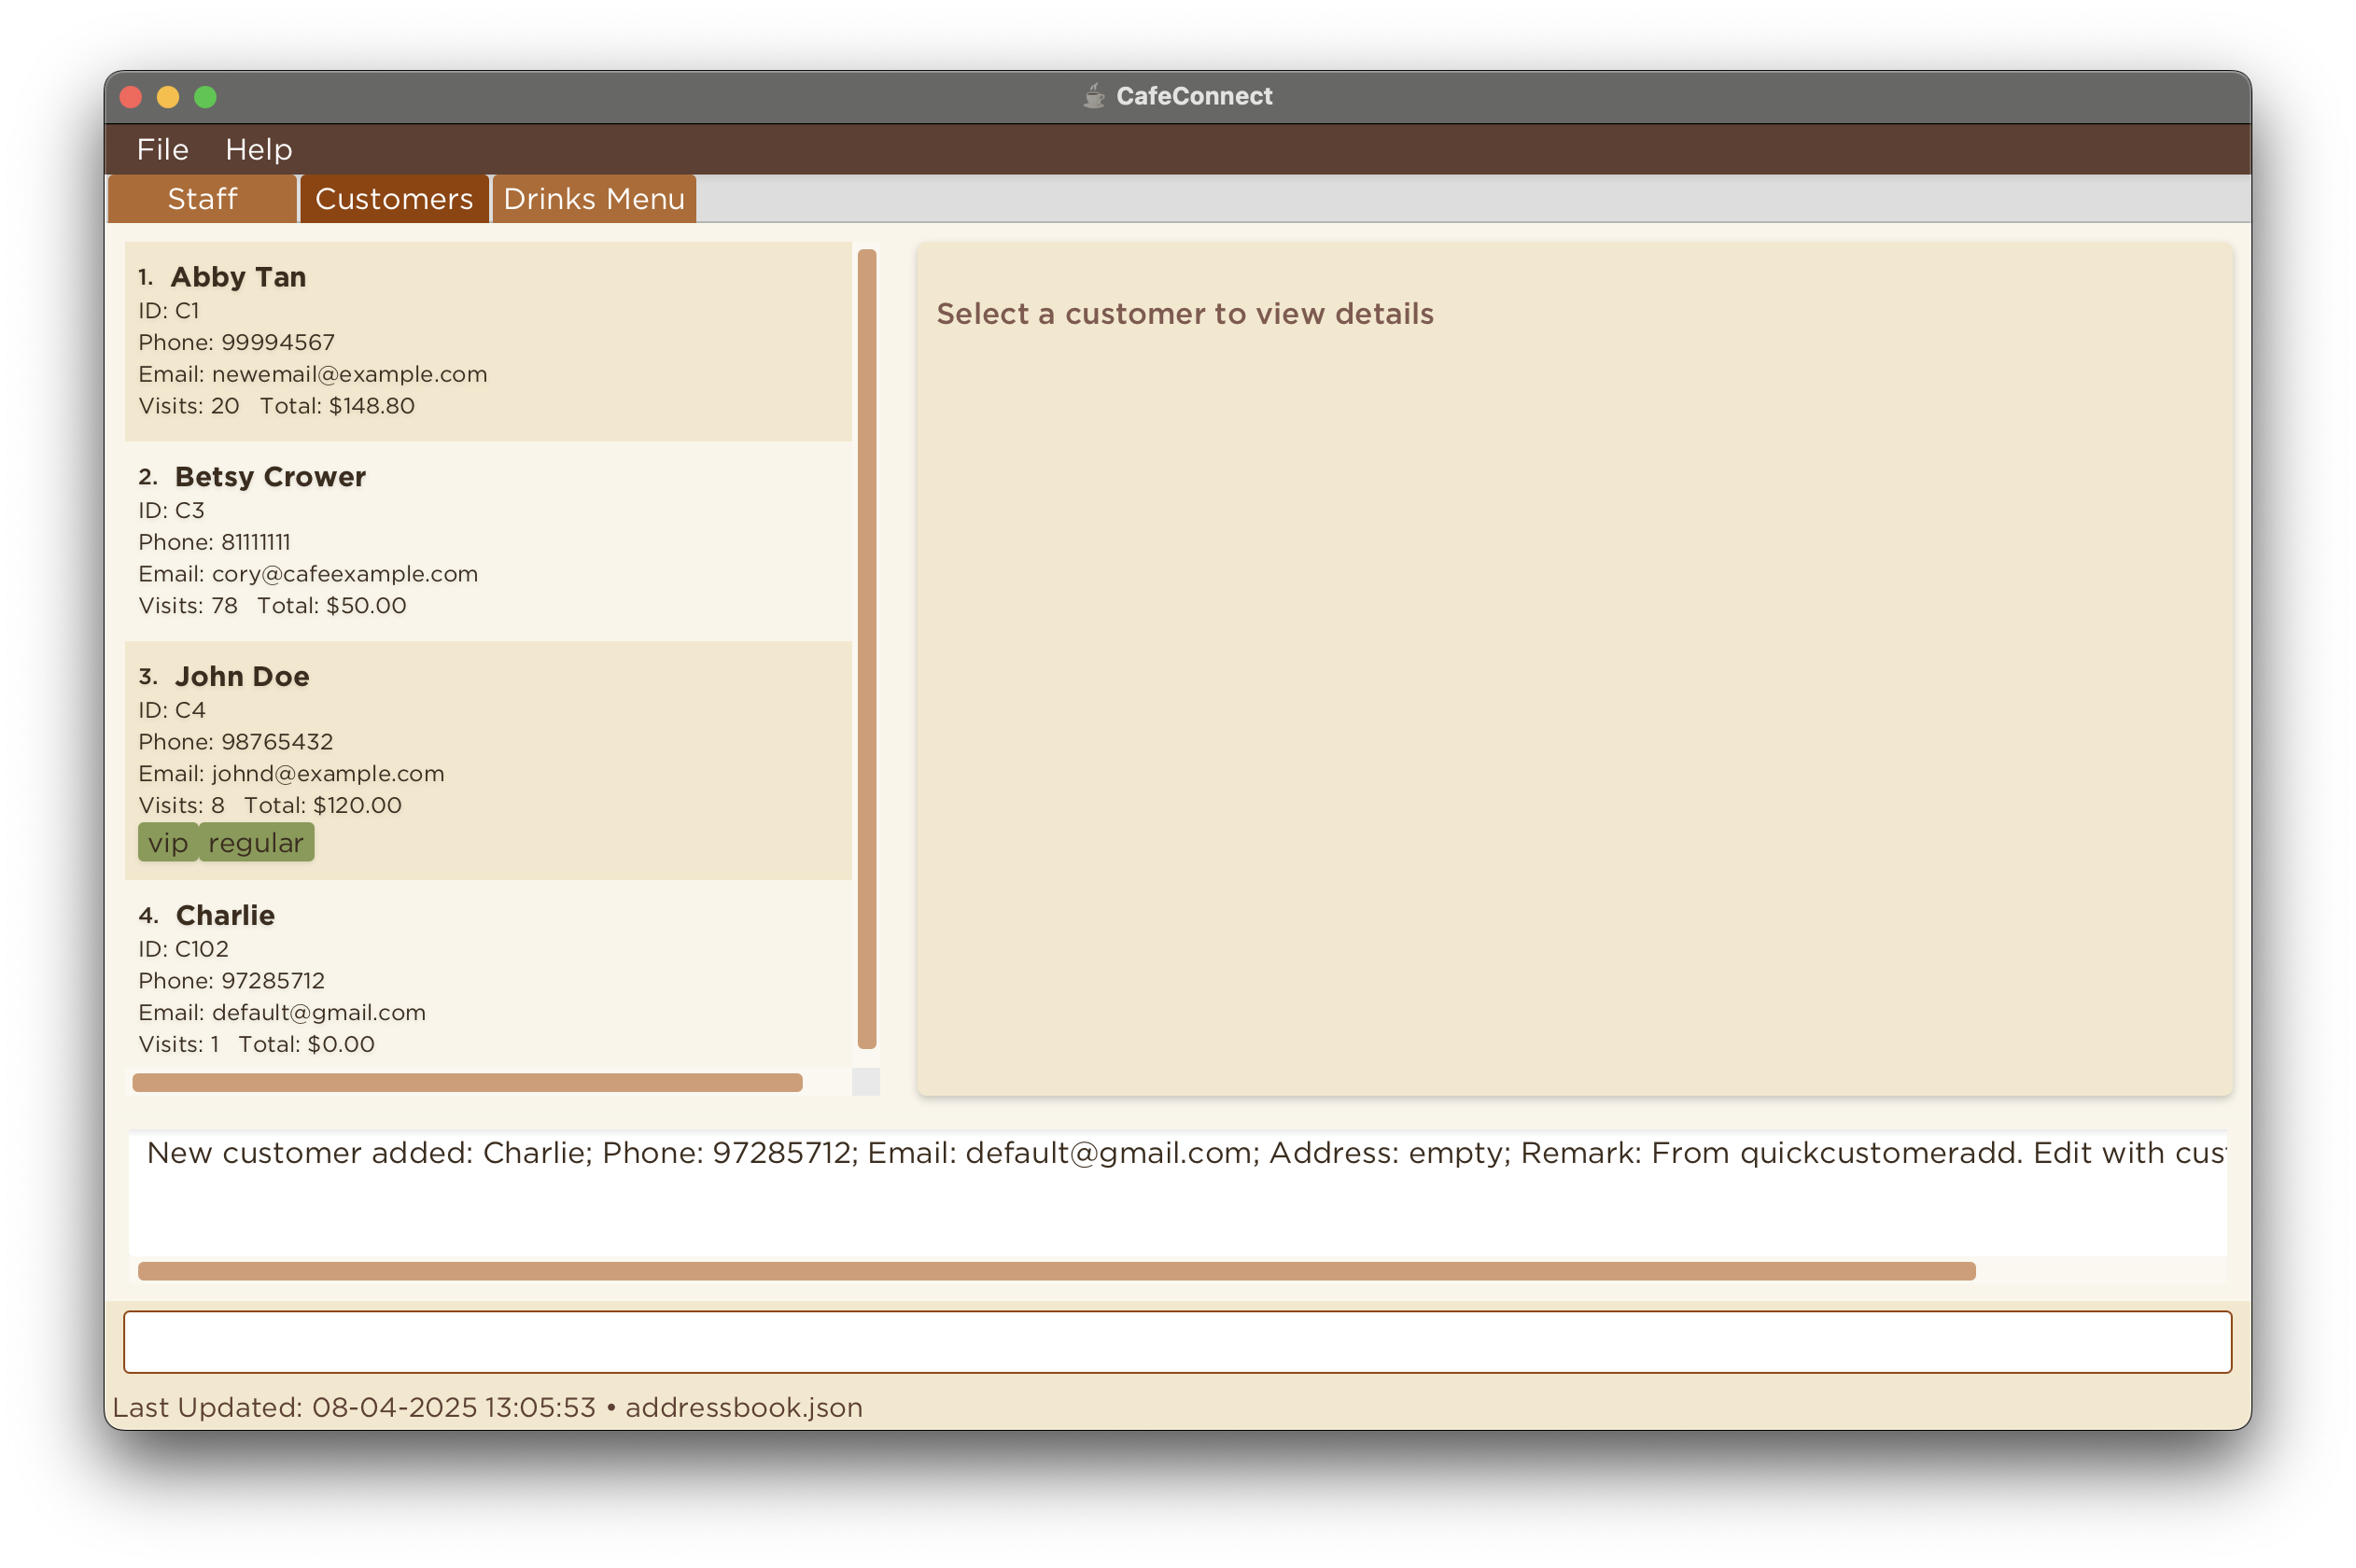 CafeConnect
File Help
Staff Customers Drinks Menu
1. Abby Tan
ID: C1
Phone: 99994567
Email: newemail@example.com
Visits: 20 Total: $148.80
2. Betsy Crower
ID: C3
Phone: 81111111
Email: cory@cafeexample.com
Visits: 78 Total: $50.00
3. John Doe
ID: C4
Phone: 98765432
Email: johnd@example.com
Visits: 8 Total: $120.00
vip regular
4. Charlie
ID: C102
Phone: 97285712
Email: default@gmail.com
Visits: 1 Total: $0.00
Select a customer to view details
New customer added: Charlie; Phone: 97285712; Email: default@gmail.com; Address: empty; Remark: From quickcustomeradd. Edit with
Last Updated: 08-04-2025 13:05:53 • addressbook.json